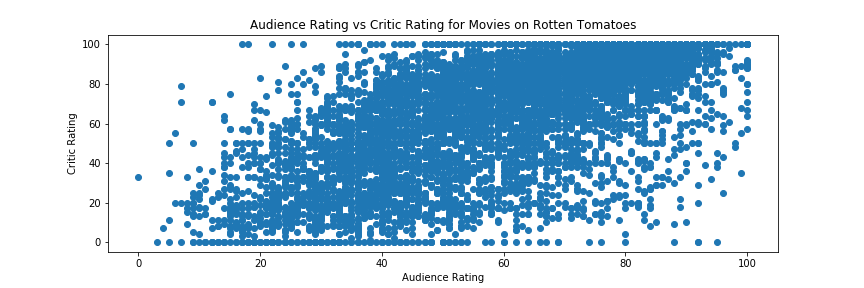 Audience Rating vs Critic Rating for Movies on Rotten Tomatoes
100
80
60
40
20
0
Critic Rating
0 20 40 60 80 100
Audience Rating